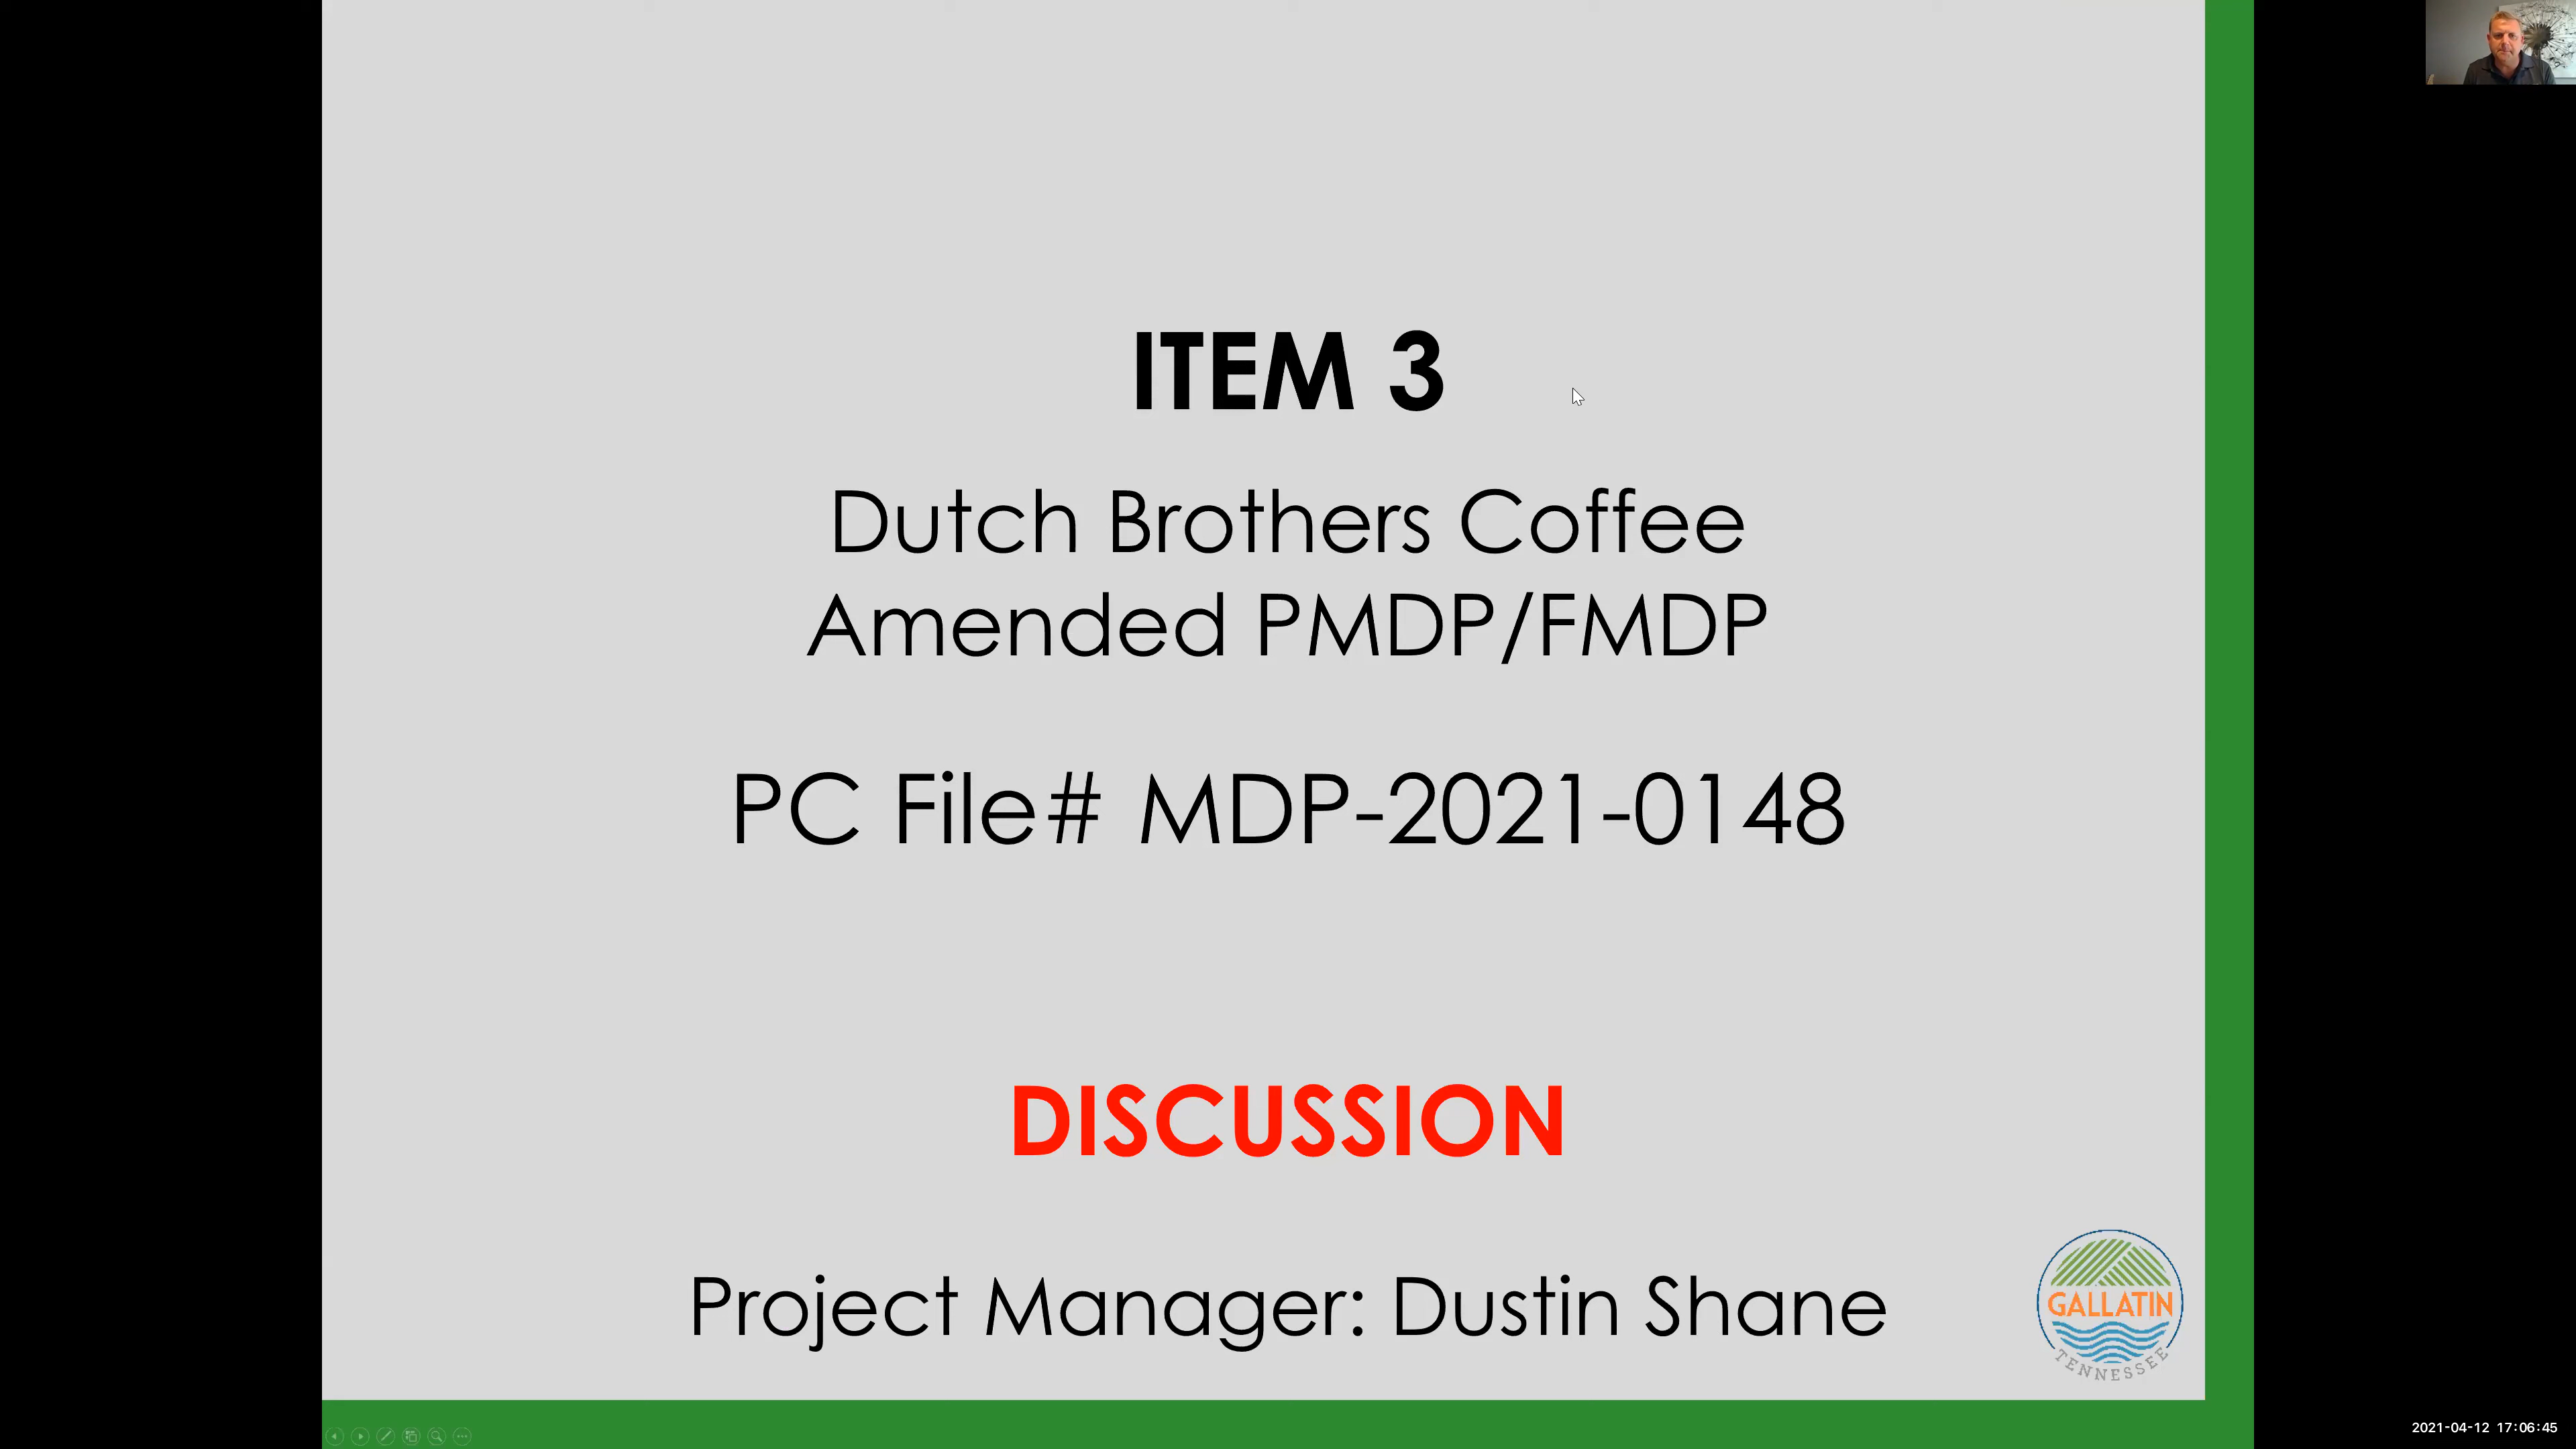 ITEM 3
Dutch Brothers Coffee
Amended PMDP/FMDP
PC File# MDP-2021-0148
DISCUSSION
Project Manager: Dustin Shane
GALLATIN
TENNESSEE
2021-04-12 17:06:45